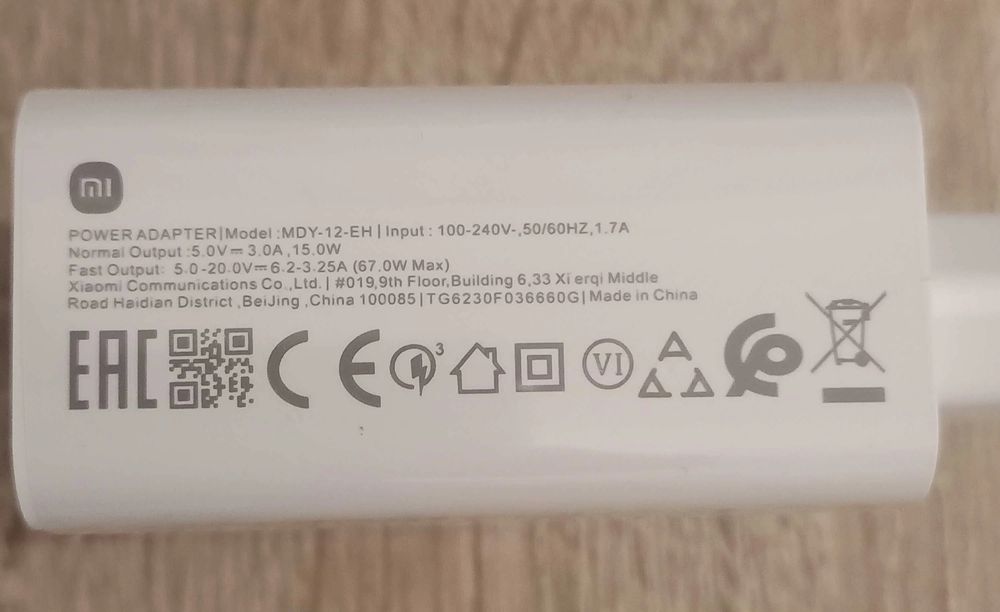 mi
POWER ADAPTER|Model :MDY-12-EH | Input : 100-240V~,50/60HZ,1.7A
Normal Output :5.0V⎓3.0A ,15.0W
Fast Output: 5.0-20.0V⎓6.2-3.25A (67.0W Max)
Xiaomi Communications Co.,Ltd. | #019,9th Floor,Building 6,33 Xi erqi Middle
Road Haidian District ,BeiJing ,China 100085|TG6230F036660G| Made in China
EAC CE 3 VI